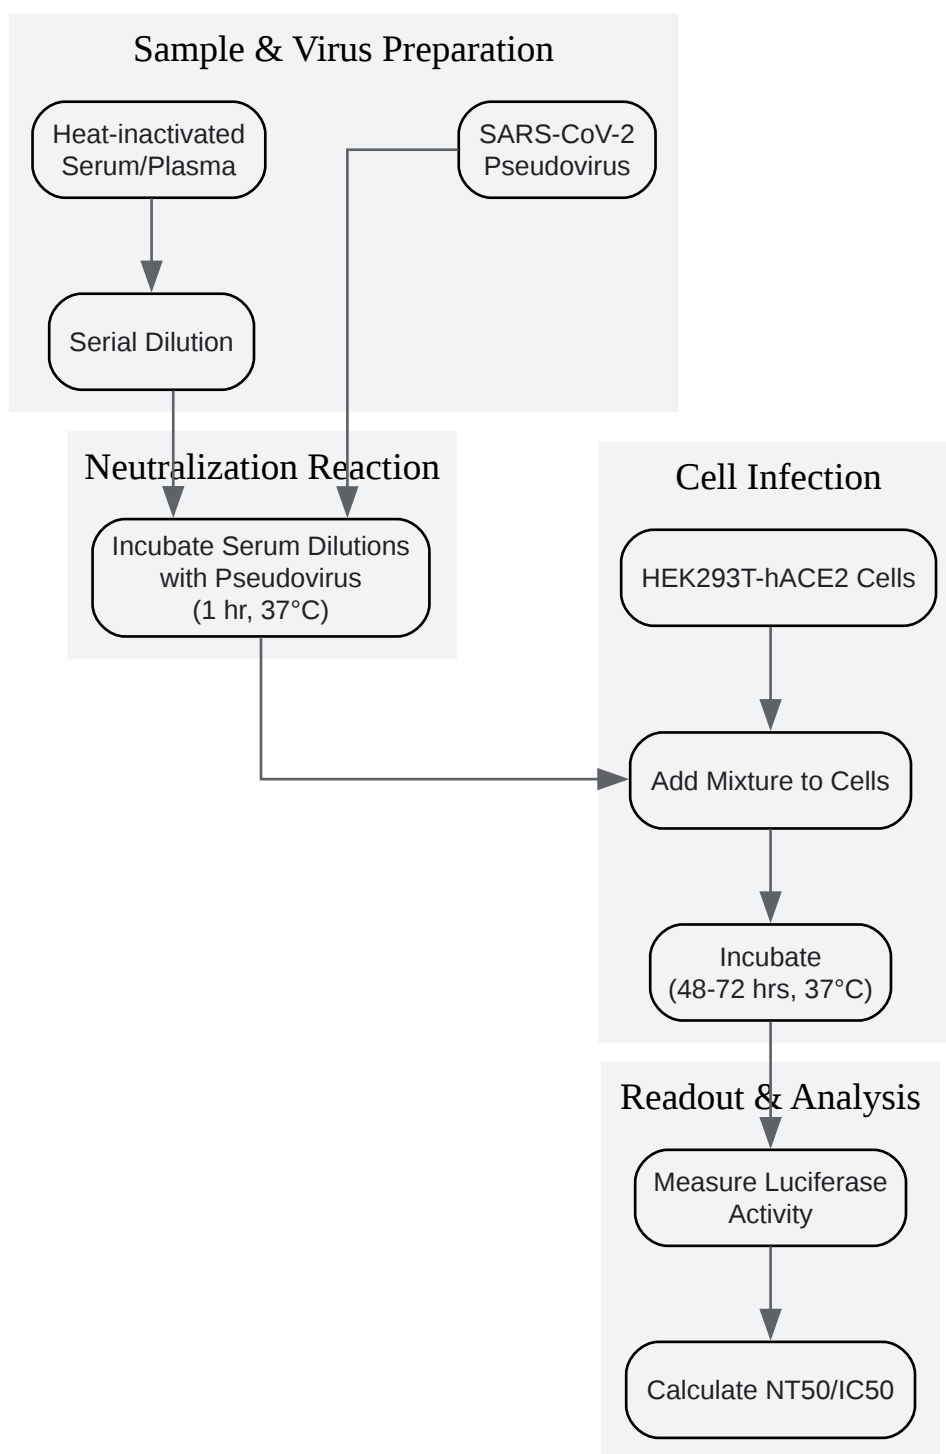 Sample & Virus Preparation
Heat-inactivated
Serum/Plasma
SARS-CoV-2
Pseudovirus
Serial Dilution
Neutralization Reaction
Incubate Serum Dilutions
with Pseudovirus
(1 hr, 37°C)
Cell Infection
HEK293T-hACE2 Cells
Add Mixture to Cells
Incubate
(48-72 hrs, 37°C)
Readout & Analysis
Measure Luciferase
Activity
Calculate NT50/IC50